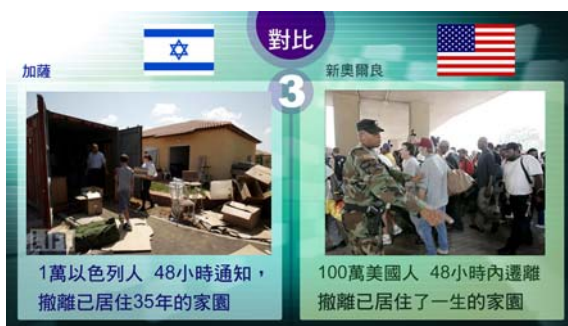 對比
3
加薩
1萬以色列人 48小時通知，
撤離已居住35年的家園
新奧爾良
100萬美國人 48小時內遷離
撤離已居住了一生的家園